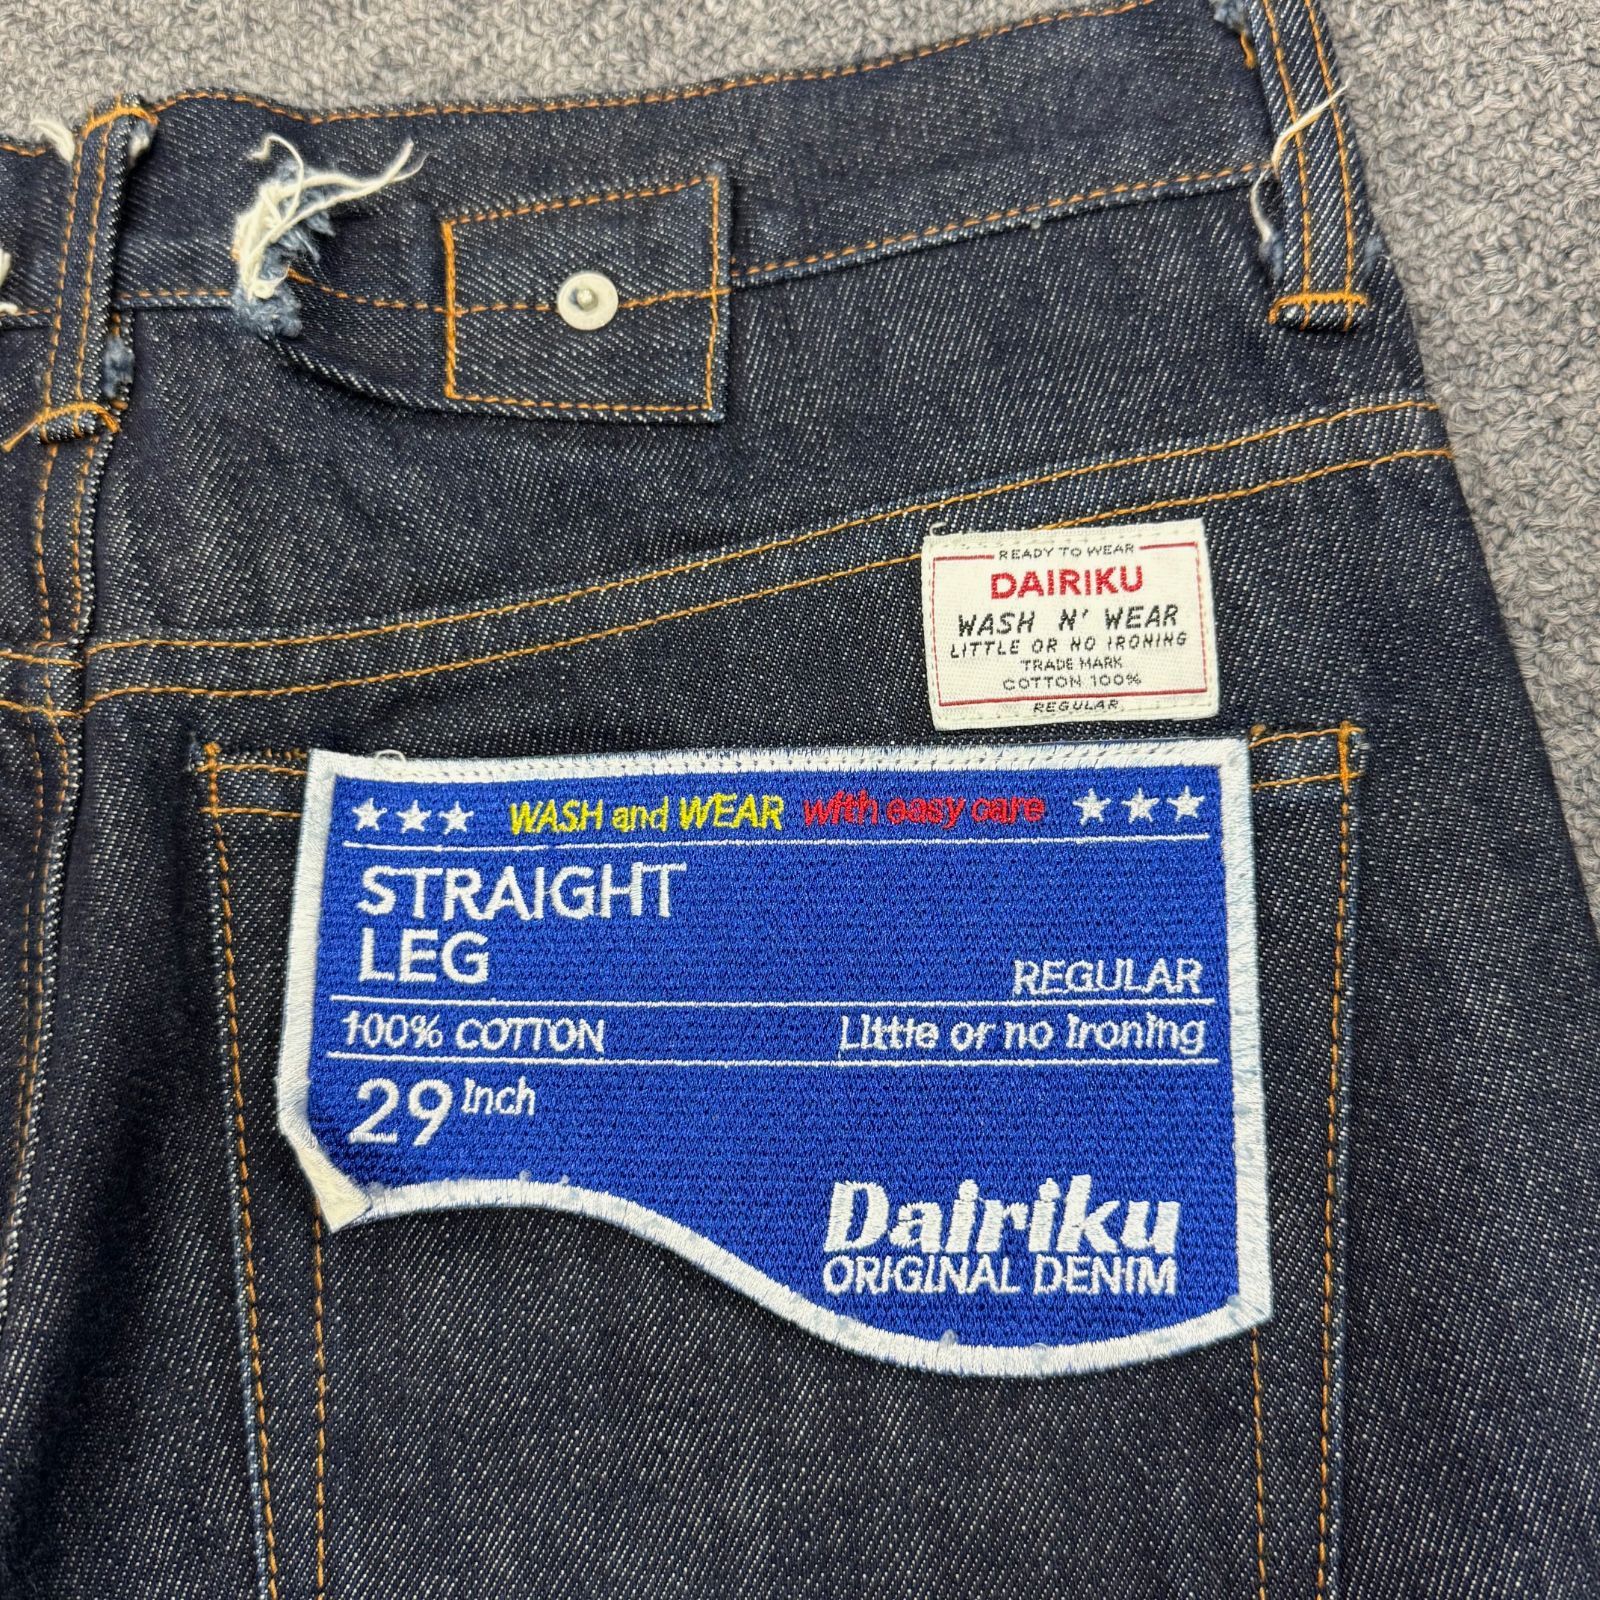 READY TO WEAR
DAIRIKU
WASH N' WEAR
LITTLE OR NO IRONING
TRADE MARK
COTTON 100%
REGULAR
WASH and WEAR with easy care
STRAIGHT
LEG
REGULAR
100% COTTON Little or no Ironing
29 Inch
Dairiku
ORIGINAL DENIM